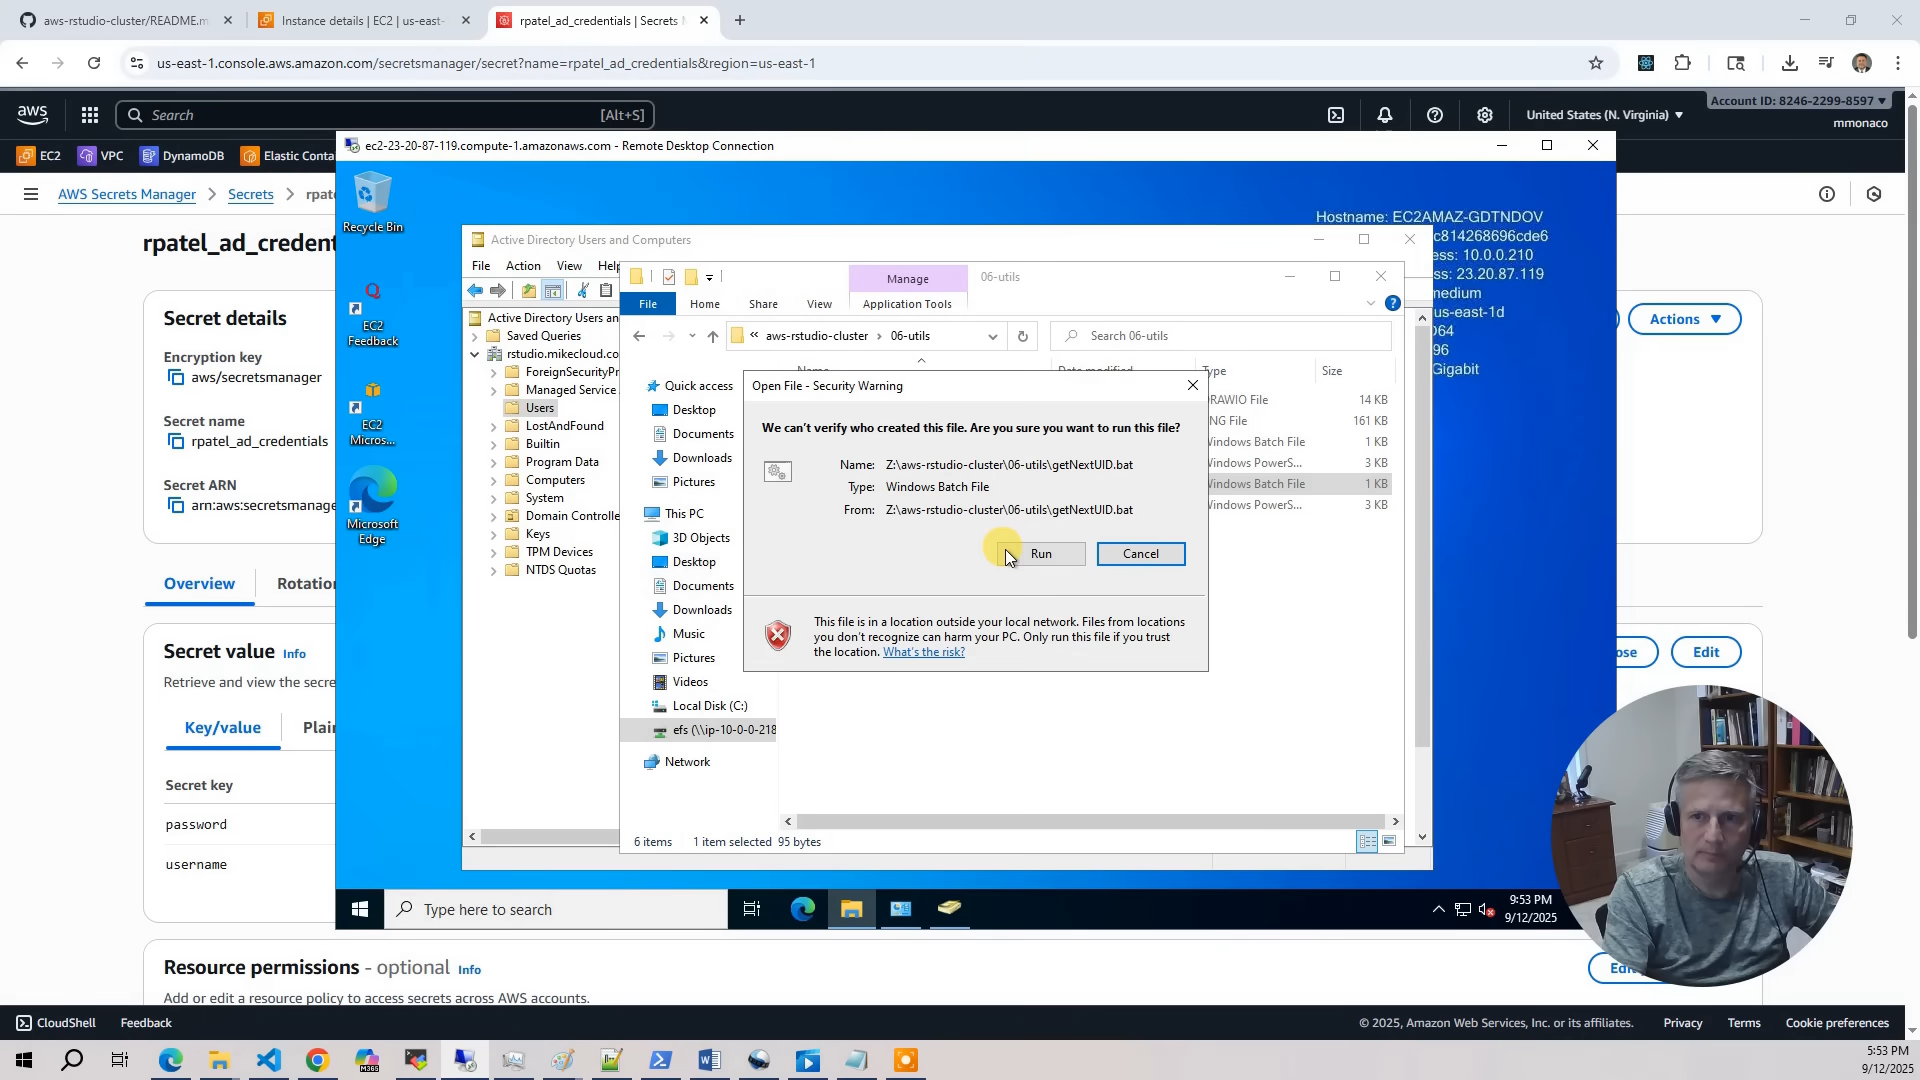 aws-rstudio-cluster/README.m
Instance details | EC2 | us-east-
rpatel_ad_credentials | Secrets
us-east-1.console.aws.amazon.com/secretsmanager/secret?name=rpatel_ad_credentials&region=us-east-1
aws
Search
[Alt+S]
United States (N. Virginia)
Account ID: 8246-2299-8597
mmonaco
EC2
VPC
DynamoDB
Elastic Conta
ec2-23-20-87-119.compute-1.amazonaws.com - Remote Desktop Connection
AWS Secrets Manager
Secrets
rpat
rpatel_ad_credent
Secret details
Encryption key
aws/secretsmanager
Secret name
rpatel_ad_credentials
Secret ARN
arn:aws:secretsmanage
Actions
Overview
Rotation
Secret value
Info
Retrieve and view the secre
Edit
Key/value
Plain
Secret key
password
username
Resource permissions - optional
Info
Add or edit a resource policy to access secrets across AWS accounts.
Recycle Bin
EC2
Feedback
EC2
Micros...
Microsoft
Edge
Hostname: EC2AMAZ-GDTNDOV
c814268696cde6
ess: 10.0.0.210
ess: 23.20.87.119
medium
us-east-1d
D64
96
Gigabit
Active Directory Users and Computers
File
Action
View
Help
Active Directory Users an
Saved Queries
rstudio.mikecloud.co
ForeignSecurityPr
Managed Service
Users
LostAndFound
Builtin
Program Data
Computers
System
Domain Controlle
Keys
TPM Devices
NTDS Quotas
Manage
06-utils
File
Home
Share
View
Application Tools
«
aws-rstudio-cluster
06-utils
Search 06-utils
Name
Date modified
Type
Size
Quick access
Desktop
Documents
Downloads
Pictures
This PC
3D Objects
Desktop
Documents
Downloads
Music
Pictures
Videos
Local Disk (C:)
efs (\\ip-10-0-0-218
Network
DRAWIO File
14 KB
PNG File
161 KB
Windows Batch File
1 KB
Windows PowerS...
3 KB
Windows Batch File
1 KB
Windows PowerS...
3 KB
6 items
1 item selected
95 bytes
Open File - Security Warning
We can't verify who created this file. Are you sure you want to run this file?
Name:
Z:\aws-rstudio-cluster\06-utils\getNextUID.bat
Type:
Windows Batch File
From:
Z:\aws-rstudio-cluster\06-utils\getNextUID.bat
Run
Cancel
This file is in a location outside your local network. Files from locations
you don't recognize can harm your PC. Only run this file if you trust
the location. What's the risk?
Type here to search
9:53 PM
9/12/2025
CloudShell
Feedback
© 2025, Amazon Web Services, Inc. or its affiliates.
Privacy
Terms
Cookie preferences
5:53 PM
9/12/2025